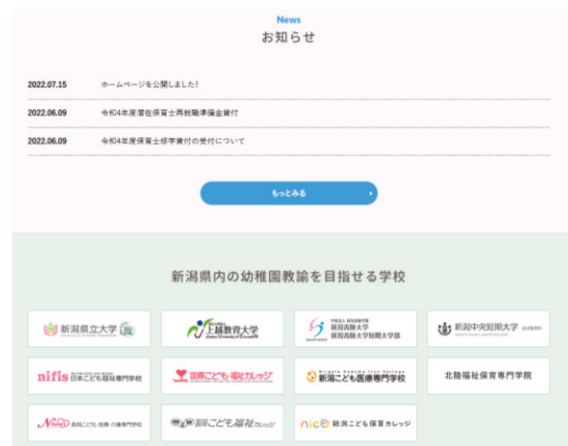 News
お知らせ
2022.07.15 ホームページを公開しました!
2022.06.09 令和4年度潜在保育士再就職準備金貸付
2022.06.09 令和4年度保育士修学貸付の受付について
もっとみる
新潟県内の幼稚園教諭を目指せる学校
新潟県立大学
上越教育大学
新潟青陵大学
新潟青陵大学短期大学部
新潟中央短期大学
nifis 日本こども福祉専門学校
国際こども・福祉カレッジ
新潟こども医療専門学校
北陸福祉保育専門学院
長岡こども・医療・介護専門学校
こども福祉カレッジ
nico 新潟こども保育カレッジ